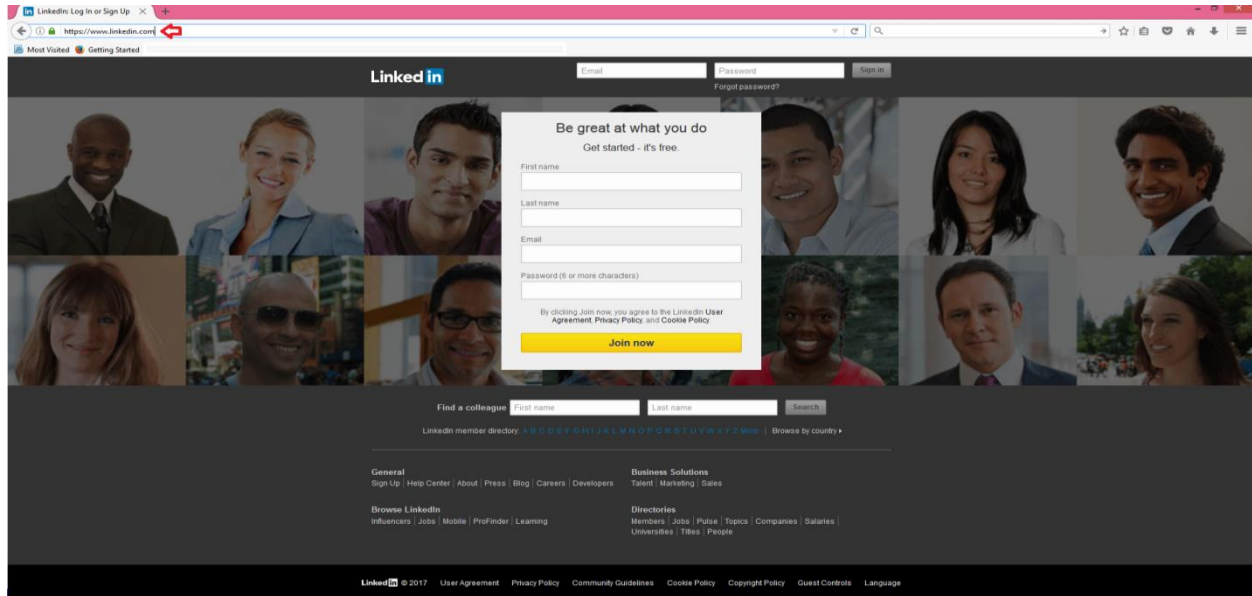 LinkedIn: Log In or Sign Up
https://www.linkedin.com
Most Visited Getting Started
Linked in
Email Password Sign in
Forgot password?
Be great at what you do
Get started - it's free.
First name
Last name
Email
Password (6 or more characters)
By clicking Join now, you agree to the LinkedIn User
Agreement, Privacy Policy, and Cookie Policy
Join now
Find a colleague First name Last name Search
LinkedIn member directory: A B C D E F G H I J K L M N O P Q R S T U V W X Y Z More | Browse by country
General
Sign Up | Help Center | About | Press | Blog | Careers | Developers
Business Solutions
Talent | Marketing | Sales
Browse LinkedIn
Influencers | Jobs | Mobile | ProFinder | Learning
Directories
Members | Jobs | Pulse | Topics | Companies | Salaries |
Universities | Titles | People
Linked in © 2017 User Agreement Privacy Policy Community Guidelines Cookie Policy Copyright Policy Guest Controls Language